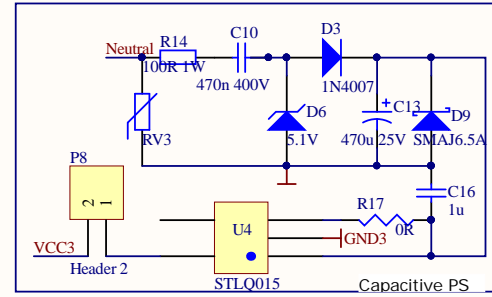 R14
C10
D3
Neutral
100R 1W
470n 400V
1N4007
D6
C13
D9
5.1V
470u 25V
SMAJ6.5A
RV3
P8
2
1
C16
1u
R17
0R
U4
GND3
VCC3
Header 2
STLQ015
Capacitive PS